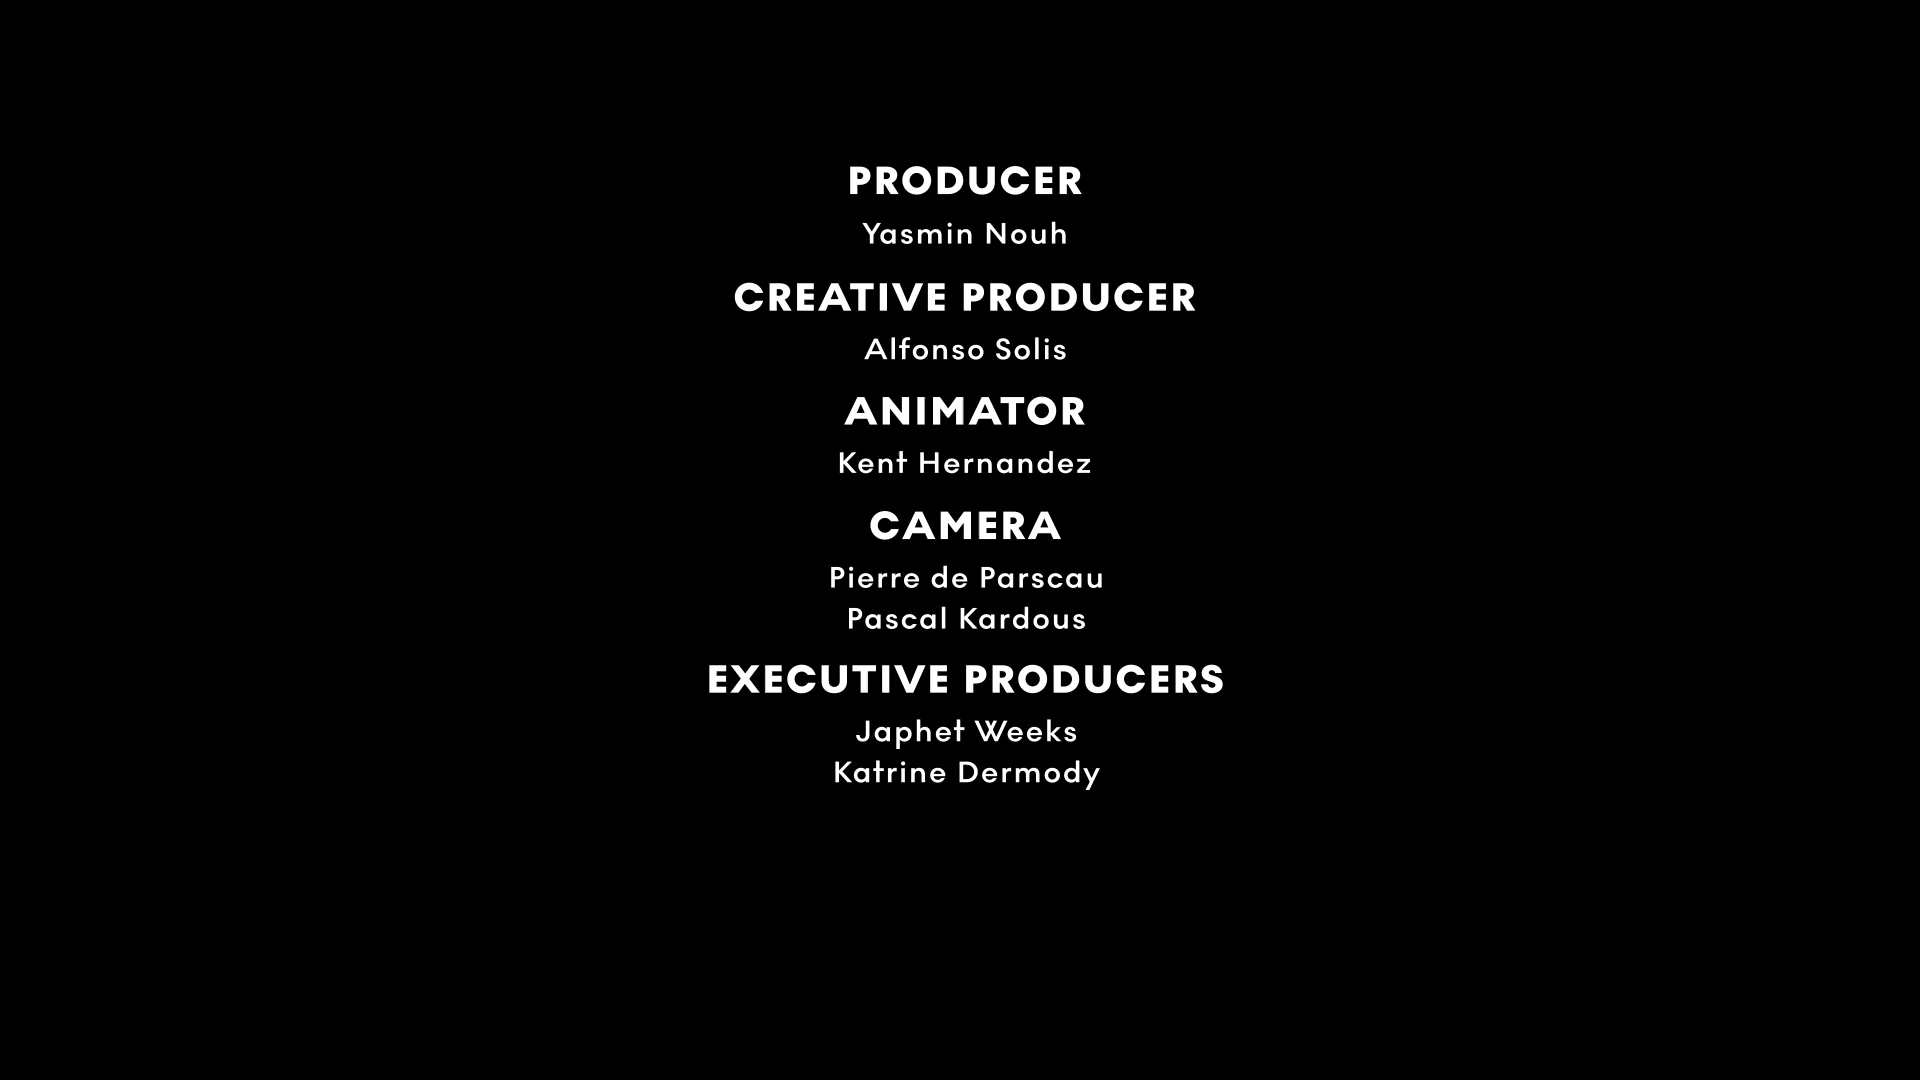 PRODUCER
Yasmin Nouh
CREATIVE PRODUCER
Alfonso Solis
ANIMATOR
Kent Hernandez
CAMERA
Pierre de Parscau
Pascal Kardous
EXECUTIVE PRODUCERS
Japhet Weeks
Katrine Dermody